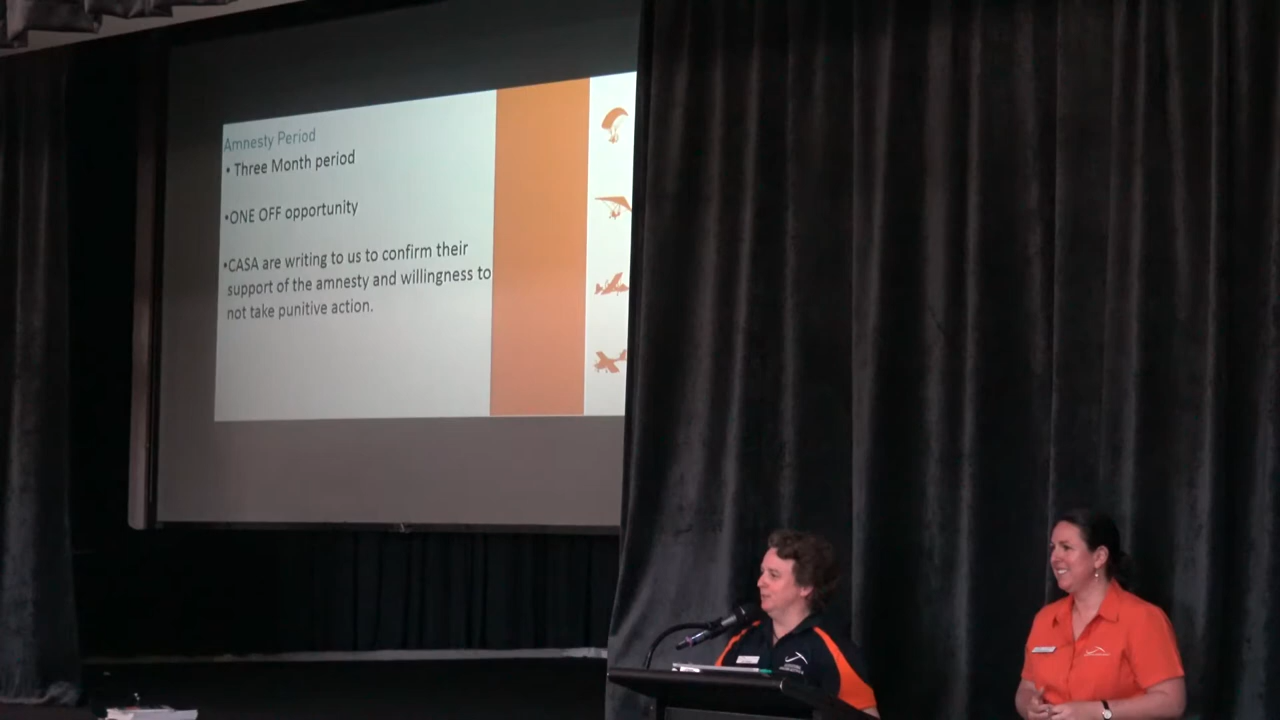 Amnesty Period
• Three Month period
•ONE OFF opportunity
•CASA are writing to us to confirm their
support of the amnesty and willingness to
not take punitive action.